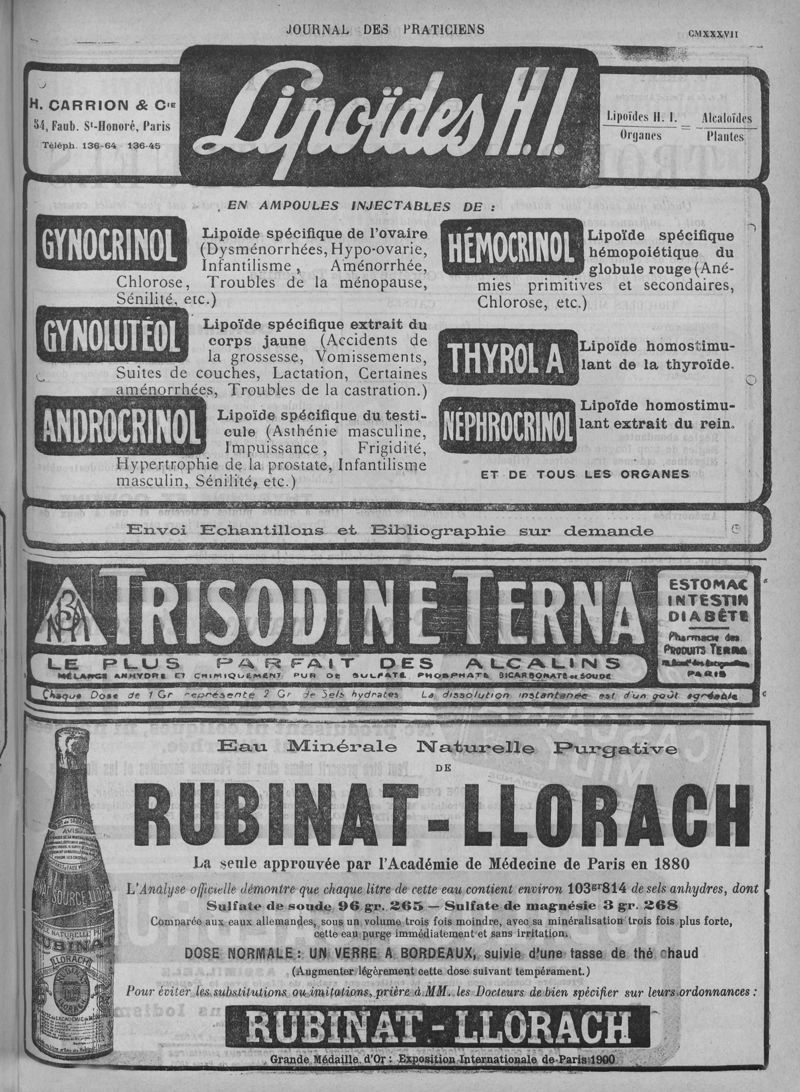 JOURNAL DES PRATICIENS
CMXXXVII
H. CARRION & Cie
54, Faub. St-Honoré, Paris
Téléph. 136-64 136-45
Lipoïdes H.I.
Lipoïdes H. I. = Alcaloïdes
Organes Plantes
EN AMPOULES INJECTABLES DE :
GYNOCRINOL
Lipoïde spécifique de l'ovaire
(Dysménorrhées, Hypo-ovarie,
Infantilisme, Aménorrhée,
Chlorose, Troubles de la ménopause,
Sénilité, etc.)
GYNOLUTÉOL
Lipoïde spécifique extrait du
corps jaune (Accidents de
la grossesse, Vomissements,
Suites de couches, Lactation, Certaines
aménorrhées, Troubles de la castration.)
ANDROCRINOL
Lipoïde spécifique du testi-
cule (Asthénie masculine,
Impuissance, Frigidité,
Hypertrophie de la prostate, Infantilisme
masculin, Sénilité, etc.)
HÉMOCRINOL
Lipoïde spécifique
hémopoiétique du
globule rouge (Ané-
mies primitives et secondaires,
Chlorose, etc.)
THYROL A
Lipoïde homostimu-
lant de la thyroïde.
NÉPHROCRINOL
Lipoïde homostimu-
lant extrait du rein.
ET DE TOUS LES ORGANES
Envoi Echantillons et Bibliographie sur demande
TRISODINE TERNA
ESTOMAC
INTESTIN
DIABÈTE
Pharmacie des
PRODUITS TERNA
PARIS
LE PLUS PARFAIT DES ALCALINS
MÉLANGE ANHYDRE ET CHIMIQUEMENT PUR DE SULFATE, PHOSPHATE, BICARBONATE DE SOUDE
Chaque Dose de 1 Gr représente 2 Gr de Sels hydratés. La dissolution instantanée est d'un goût agréable
Eau Minérale Naturelle Purgative
DE
RUBINAT-LLORACH
La seule approuvée par l'Académie de Médecine de Paris en 1880
L'Analyse officielle démontre que chaque litre de cette eau contient environ 103gr814 de sels anhydres, dont
Sulfate de soude 96 gr. 265 — Sulfate de magnésie 3 gr. 268
Comparée aux eaux allemandes, sous un volume trois fois moindre, avec sa minéralisation trois fois plus forte,
cette eau purge immédiatement et sans irritation.
DOSE NORMALE : UN VERRE A BORDEAUX, suivie d'une tasse de thé chaud
(Augmenter légèrement cette dose suivant tempérament.)
Pour éviter les substitutions ou imitations, prière à MM. les Docteurs de bien spécifier sur leurs ordonnances :
RUBINAT-LLORACH
Grande Médaille d'Or : Exposition Internationale de Paris 1900
AVIS
SOURCE LLO
RUBINAT
LLORACH